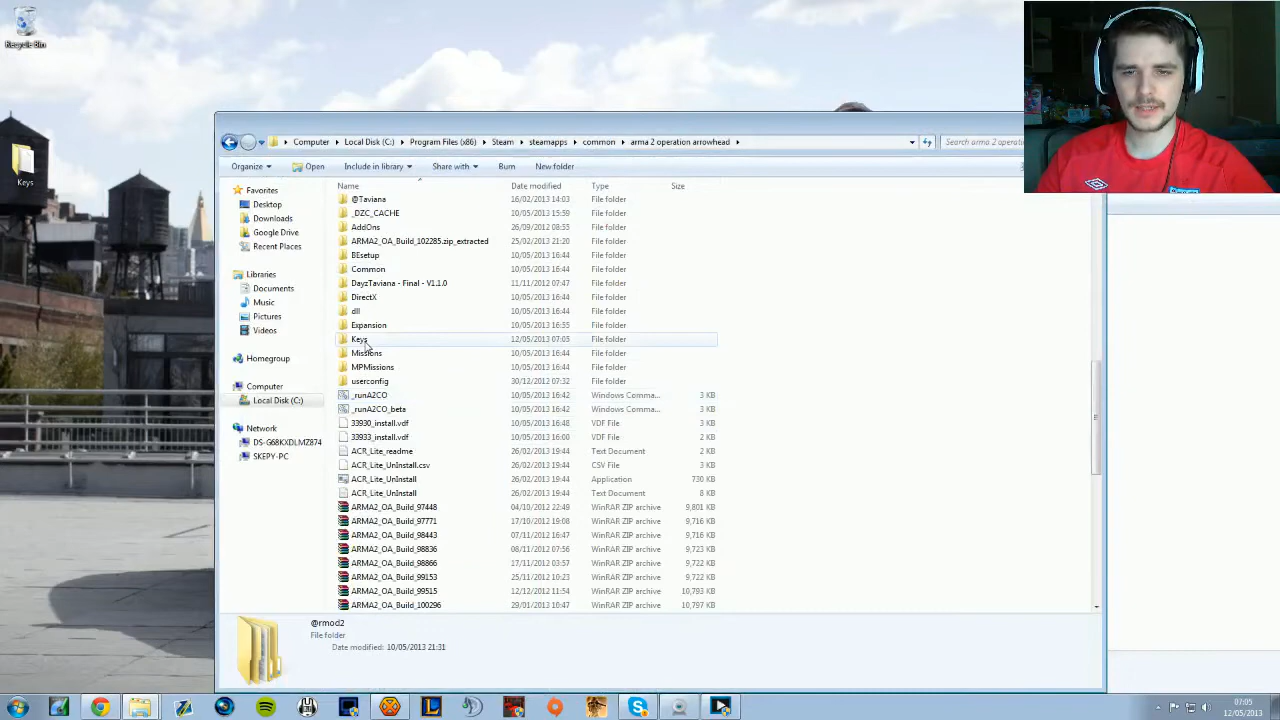 Recycle Bin
Keys
Computer Local Disk (C:) Program Files (x86) Steam steamapps common arma 2 operation arrowhead
Search arma 2 operation
Organize Open Include in library Share with Burn New folder
Name Date modified Type Size
Favorites
Desktop
Downloads
Google Drive
Recent Places
Libraries
Documents
Music
Pictures
Videos
Homegroup
Computer
Local Disk (C:)
Network
DS-G68KXDLMZ874
SKEPY-PC
@Taviana 16/02/2013 14:03 File folder
_DZC_CACHE 10/05/2013 15:59 File folder
AddOns 26/09/2012 08:55 File folder
ARMA2_OA_Build_102285.zip_extracted 25/02/2013 21:20 File folder
BEsetup 10/05/2013 16:44 File folder
Common 10/05/2013 16:44 File folder
DayzTaviana - Final - V1.1.0 11/11/2012 07:47 File folder
DirectX 10/05/2013 16:44 File folder
dll 10/05/2013 16:44 File folder
Expansion 10/05/2013 16:55 File folder
Keys 12/05/2013 07:05 File folder
Missions 10/05/2013 16:44 File folder
MPMissions 10/05/2013 16:44 File folder
userconfig 30/12/2012 07:32 File folder
_runA2CO 10/05/2013 16:42 Windows Comma... 3 KB
_runA2CO_beta 10/05/2013 16:42 Windows Comma... 3 KB
33930_install.vdf 10/05/2013 16:48 VDF File 3 KB
33933_install.vdf 10/05/2013 16:00 VDF File 2 KB
ACR_Lite_readme 26/02/2013 19:44 Text Document 2 KB
ACR_Lite_UnInstall.csv 26/02/2013 19:44 CSV File 3 KB
ACR_Lite_UnInstall 26/02/2013 19:44 Application 730 KB
ACR_Lite_UnInstall 26/02/2013 19:44 Text Document 8 KB
ARMA2_OA_Build_97448 04/10/2012 22:49 WinRAR ZIP archive 9,801 KB
ARMA2_OA_Build_97771 17/10/2012 19:08 WinRAR ZIP archive 9,716 KB
ARMA2_OA_Build_98443 07/11/2012 16:47 WinRAR ZIP archive 9,716 KB
ARMA2_OA_Build_98836 08/11/2012 07:56 WinRAR ZIP archive 9,723 KB
ARMA2_OA_Build_98866 17/11/2012 03:57 WinRAR ZIP archive 9,722 KB
ARMA2_OA_Build_99153 25/11/2012 10:23 WinRAR ZIP archive 9,722 KB
ARMA2_OA_Build_99515 12/12/2012 11:54 WinRAR ZIP archive 10,793 KB
ARMA2_OA_Build_100296 29/01/2013 10:47 WinRAR ZIP archive 10,797 KB
@rmod2
File folder
Date modified: 10/05/2013 21:31
07:05
12/05/2013